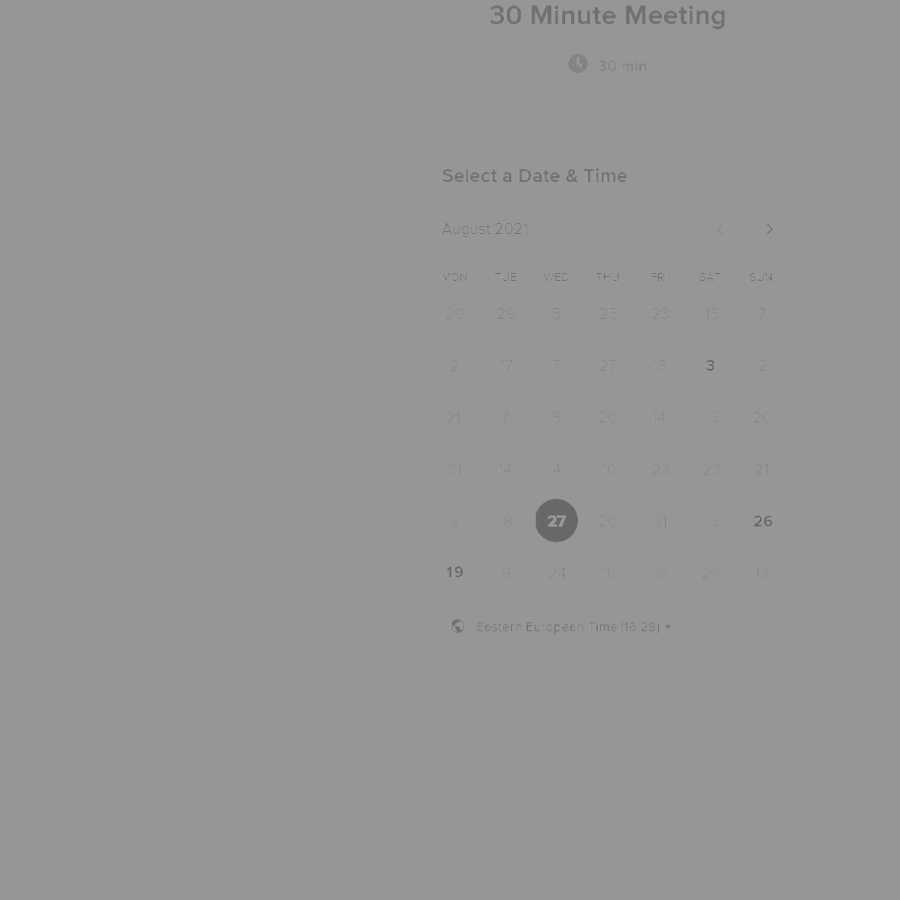 30 Minute Meeting
30 min
Select a Date & Time
August 2021
MON TUE WED THU FRI SAT SUN
29 29 5 23 23 15 7
2 17 7 27 15 3 2
21 7 5 20 14 15 20
31 14 4 10 23 23 21
2 18 27 20 31 15 26
19 9 24 10 18 20 13
Eastern European Time (16:28)